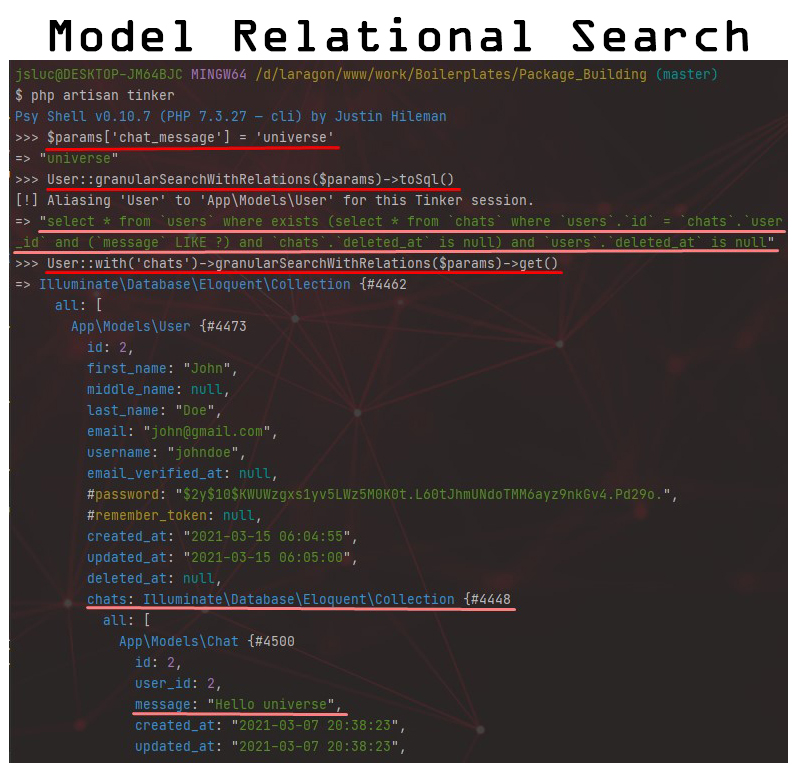 Model Relational Search
jsluc@DESKTOP-JM64BJC MINGW64 /d/laragon/www/work/Boilerplates/Package_Building (master)
$ php artisan tinker
Psy Shell v0.10.7 (PHP 7.3.27 — cli) by Justin Hileman
>>> $params['chat_message'] = 'universe'
=> "universe"
>>> User::granularSearchWithRelations($params)->toSql()
[!] Aliasing 'User' to 'App\Models\User' for this Tinker session.
=> "select * from `users` where exists (select * from `chats` where `users`.`id` = `chats`.`user
_id` and (`message` LIKE ?) and `chats`.`deleted_at` is null) and `users`.`deleted_at` is null"
>>> User::with('chats')->granularSearchWithRelations($params)->get()
=> Illuminate\Database\Eloquent\Collection {#4462
all: [
App\Models\User {#4473
id: 2,
first_name: "John",
middle_name: null,
last_name: "Doe",
email: "john@gmail.com",
username: "johndoe",
email_verified_at: null,
#password: "$2y$10$KWUWzgxs1yv5LWz5M0K0t.L60tJhmUNdoTMM6ayz9nkGv4.Pd29o.",
#remember_token: null,
created_at: "2021-03-15 06:04:55",
updated_at: "2021-03-15 06:05:00",
deleted_at: null,
chats: Illuminate\Database\Eloquent\Collection {#4448
all: [
App\Models\Chat {#4500
id: 2,
user_id: 2,
message: "Hello universe",
created_at: "2021-03-07 20:38:23",
updated_at: "2021-03-07 20:38:23",